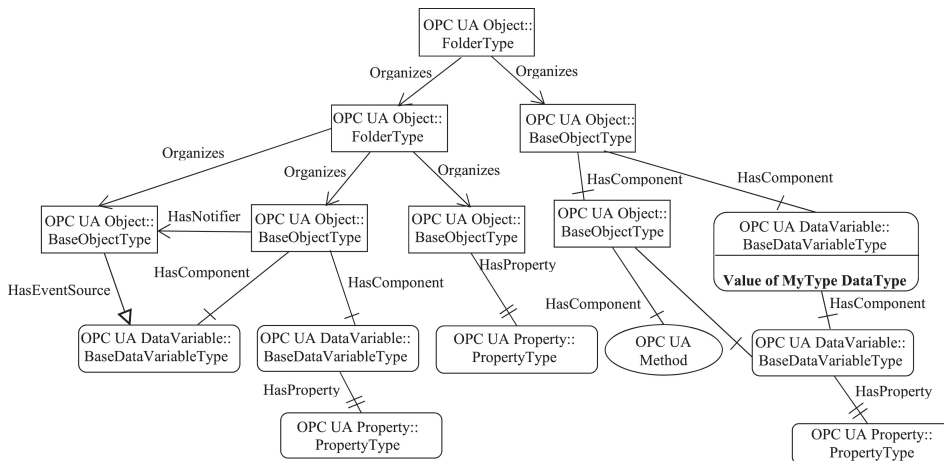 OPC UA Object::
FolderType
Organizes
Organizes
OPC UA Object::
FolderType
OPC UA Object::
BaseObjectType
Organizes
Organizes
Organizes
HasComponent
HasComponent
OPC UA Object::
BaseObjectType
HasNotifier
OPC UA Object::
BaseObjectType
OPC UA Object::
BaseObjectType
OPC UA Object::
BaseObjectType
OPC UA DataVariable::
BaseDataVariableType
Value of MyType DataType
HasEventSource
HasComponent
HasComponent
HasProperty
HasComponent
HasComponent
OPC UA DataVariable::
BaseDataVariableType
OPC UA DataVariable::
BaseDataVariableType
OPC UA Property::
PropertyType
OPC UA
Method
OPC UA DataVariable::
BaseDataVariableType
HasProperty
HasProperty
OPC UA Property::
PropertyType
OPC UA Property::
PropertyType